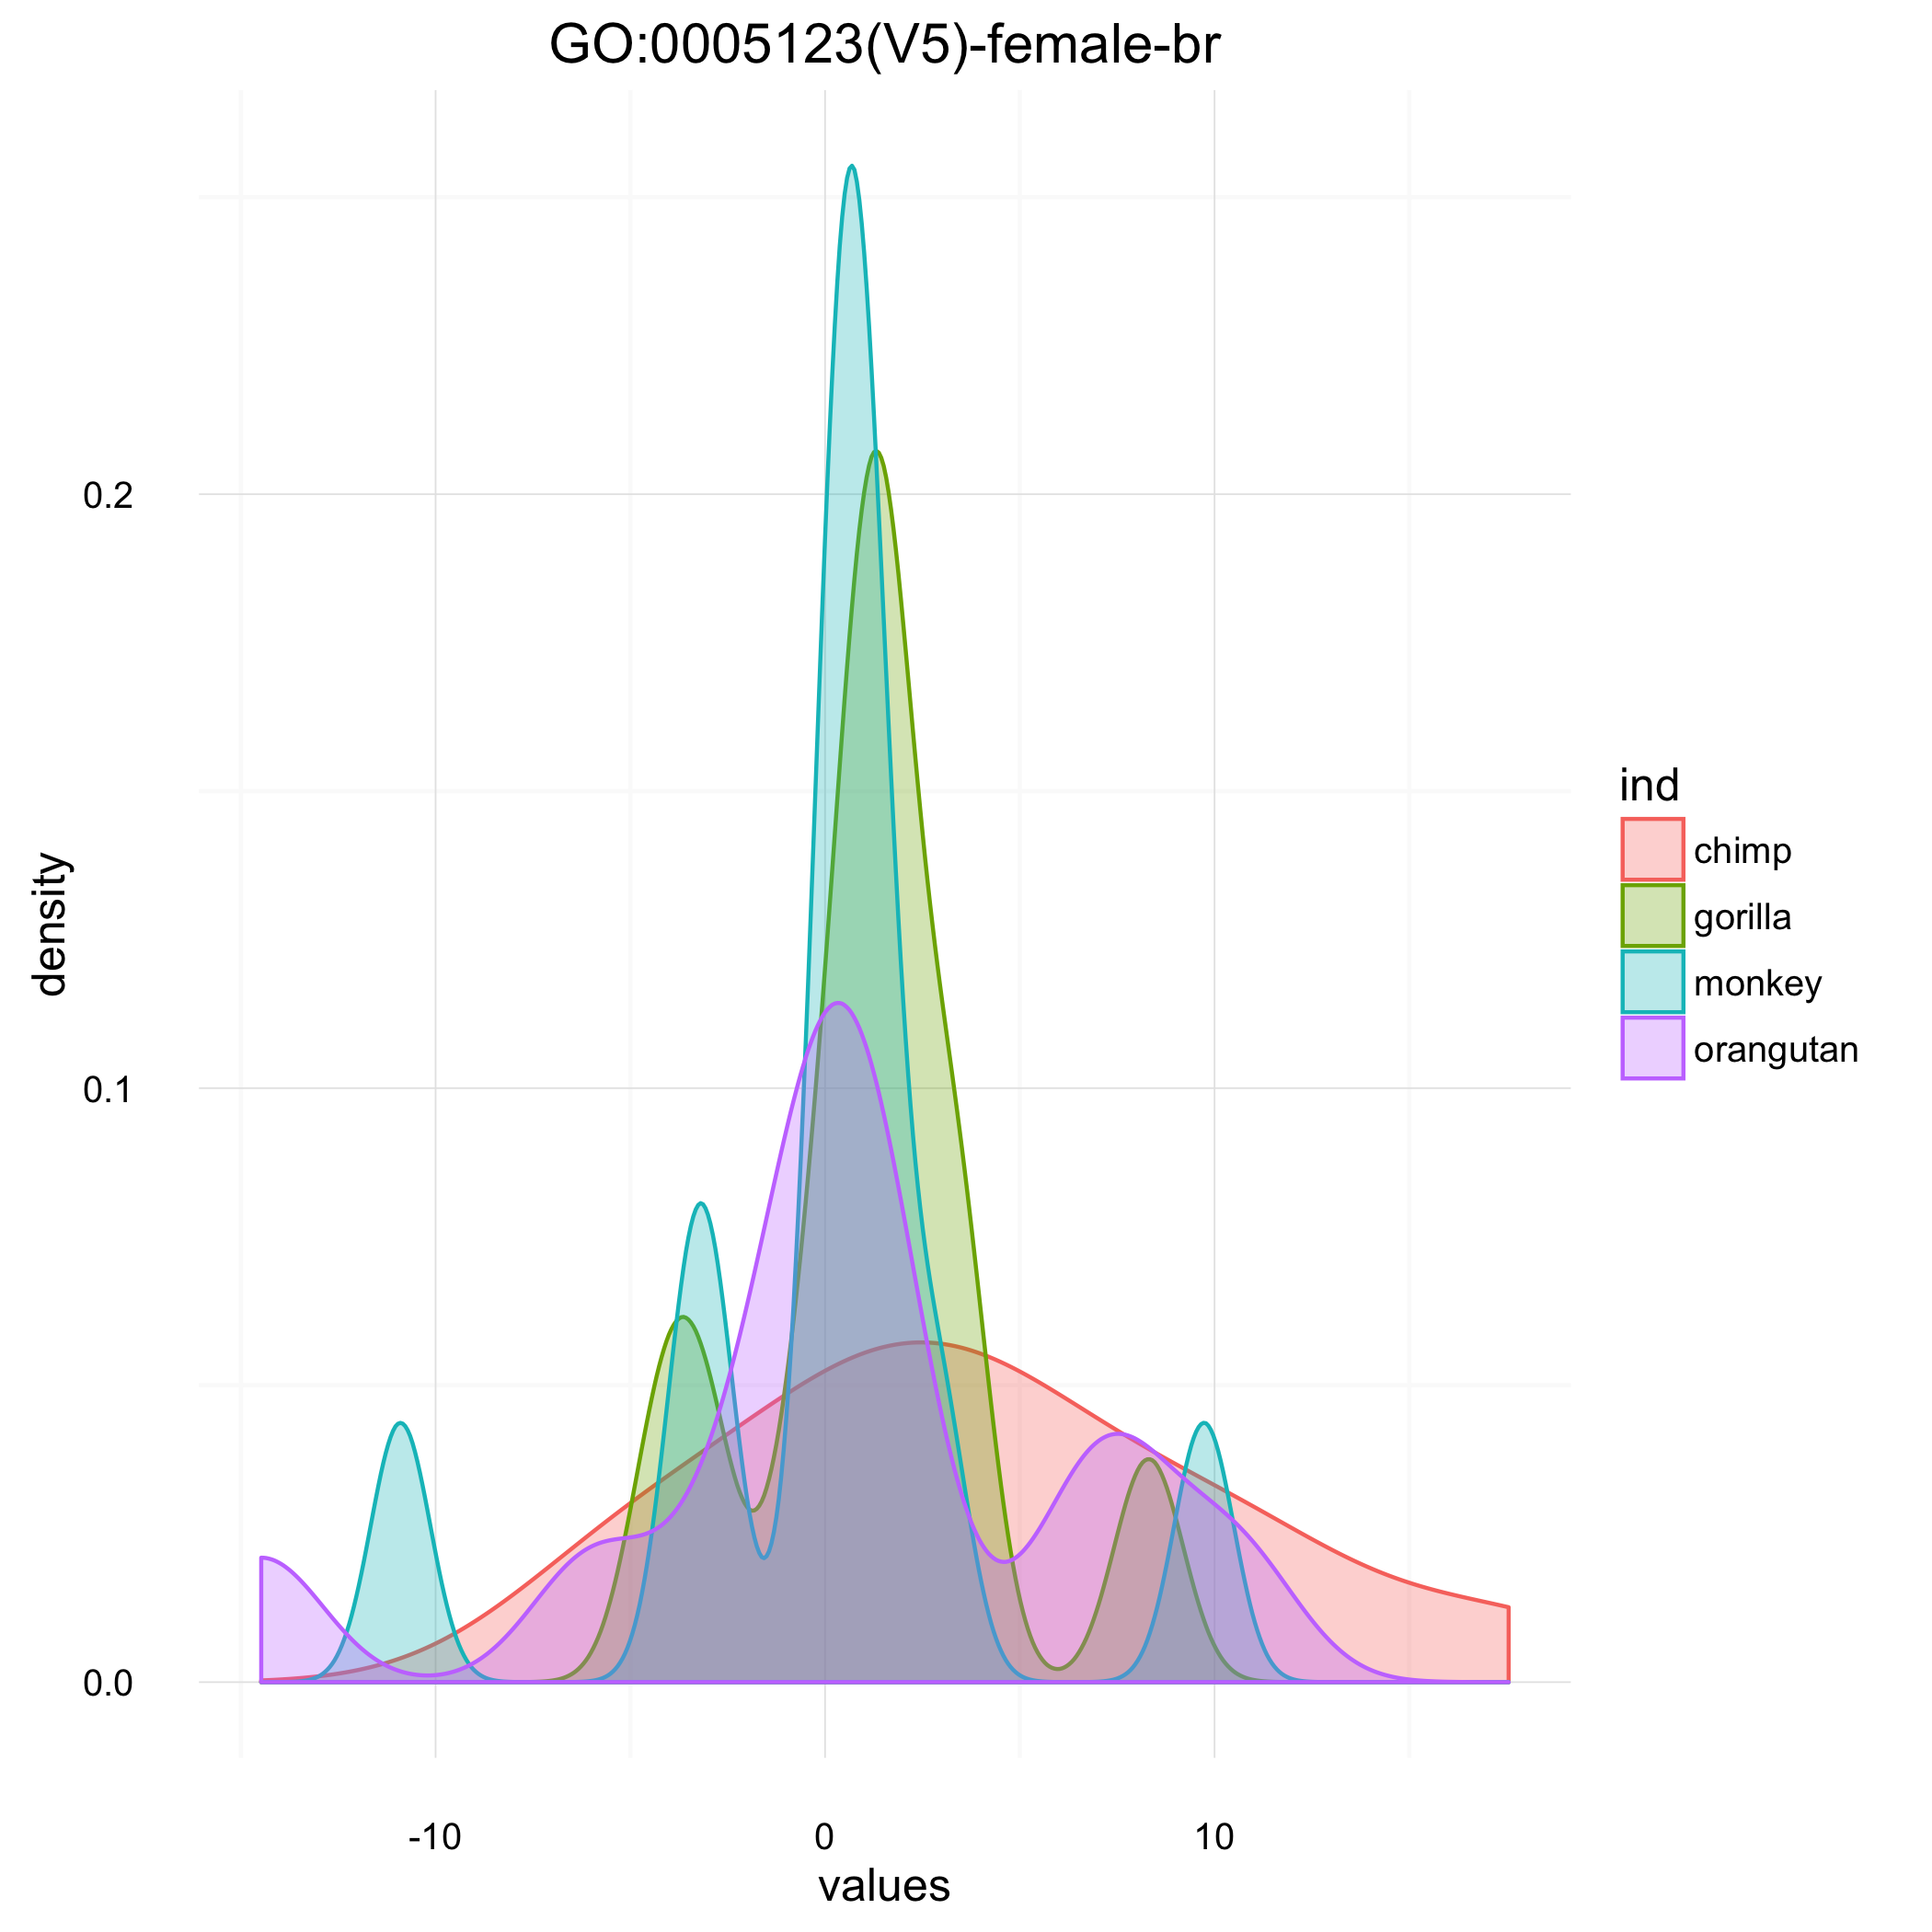 GO:0005123(V5)-female-br
density
0.2
0.1
0.0
-10 0 10
values
ind
chimp
gorilla
monkey
orangutan